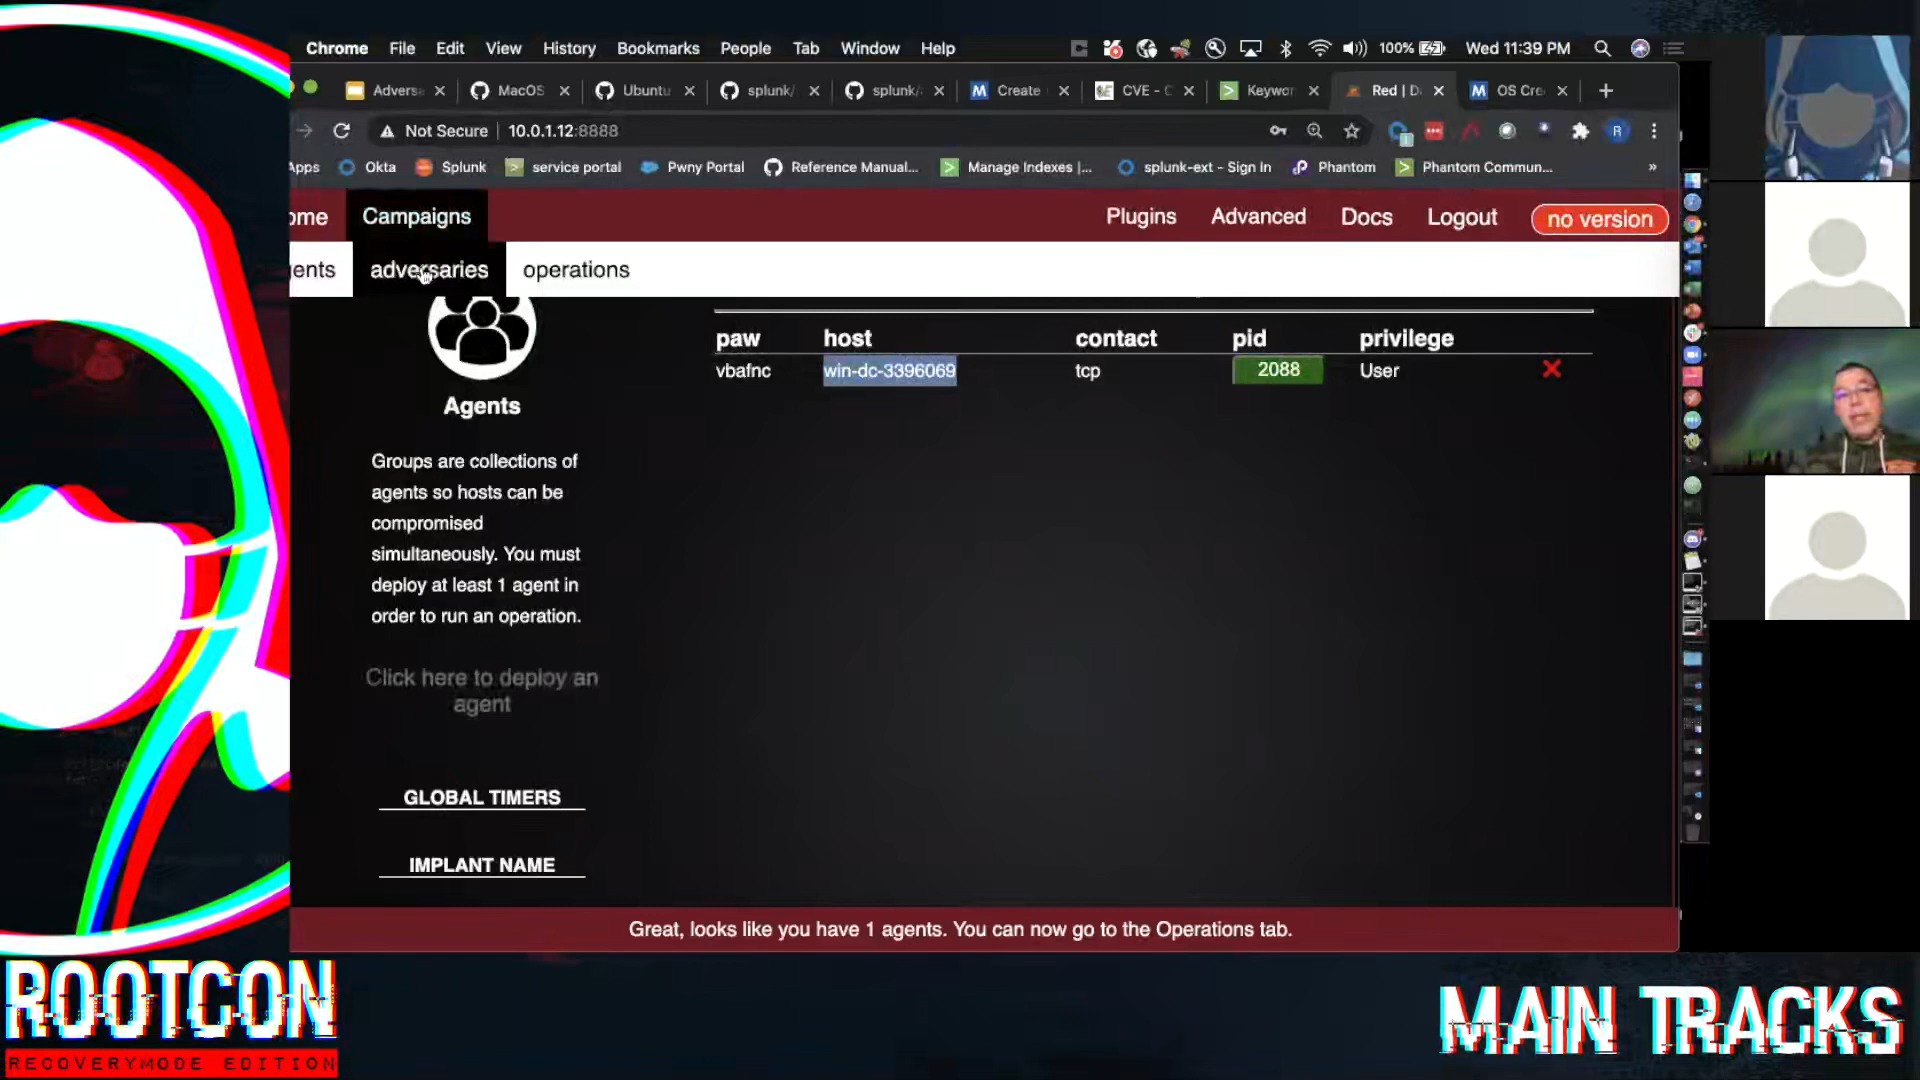 Chrome File Edit View History Bookmarks People Tab Window Help 100% Wed 11:39 PM
Adversa MacOS Ubuntu splunk/ splunk/ Create CVE - C Keywor Red | D OS Cre
Not Secure 10.0.1.12:8888
Apps Okta Splunk service portal Pwny Portal Reference Manual... Manage Indexes |... splunk-ext - Sign In Phantom Phantom Commun... »
ome Campaigns Plugins Advanced Docs Logout no version
gents adversaries operations
paw host contact pid privilege
vbafnc win-dc-3396069 tcp 2088 User
Agents
Groups are collections of
agents so hosts can be
compromised
simultaneously. You must
deploy at least 1 agent in
order to run an operation.
Click here to deploy an
agent
GLOBAL TIMERS
IMPLANT NAME
Great, looks like you have 1 agents. You can now go to the Operations tab.
ROOTCON
RECOVERYMODE EDITION
MAIN TRACKS